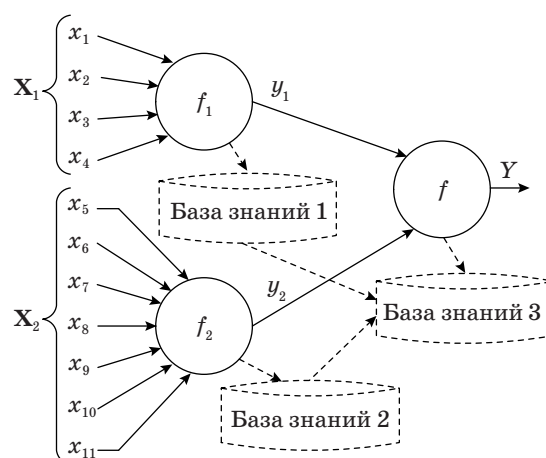 X₁
x₁
x₂
x₃
x₄
f₁
y₁
База знаний 1
f
Y
База знаний 3
X₂
x₅
x₆
x₇
x₈
x₉
x₁₀
x₁₁
f₂
y₂
База знаний 2